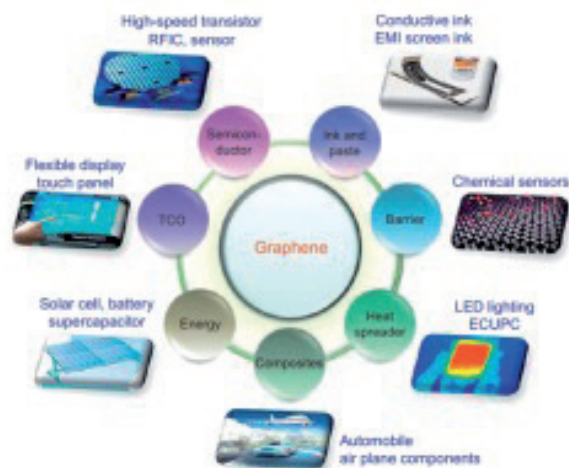 High-speed transistor
RFIC, sensor
Conductive ink
EMI screen ink
Semicon-
ductor
Ink and
paste
Flexible display
touch panel
TCO
Barrier
Chemical sensors
Graphene
Solar cell, battery
supercapacitor
Energy
Heat
spreader
LED lighting
ECUPC
Composites
Automobile
air plane components